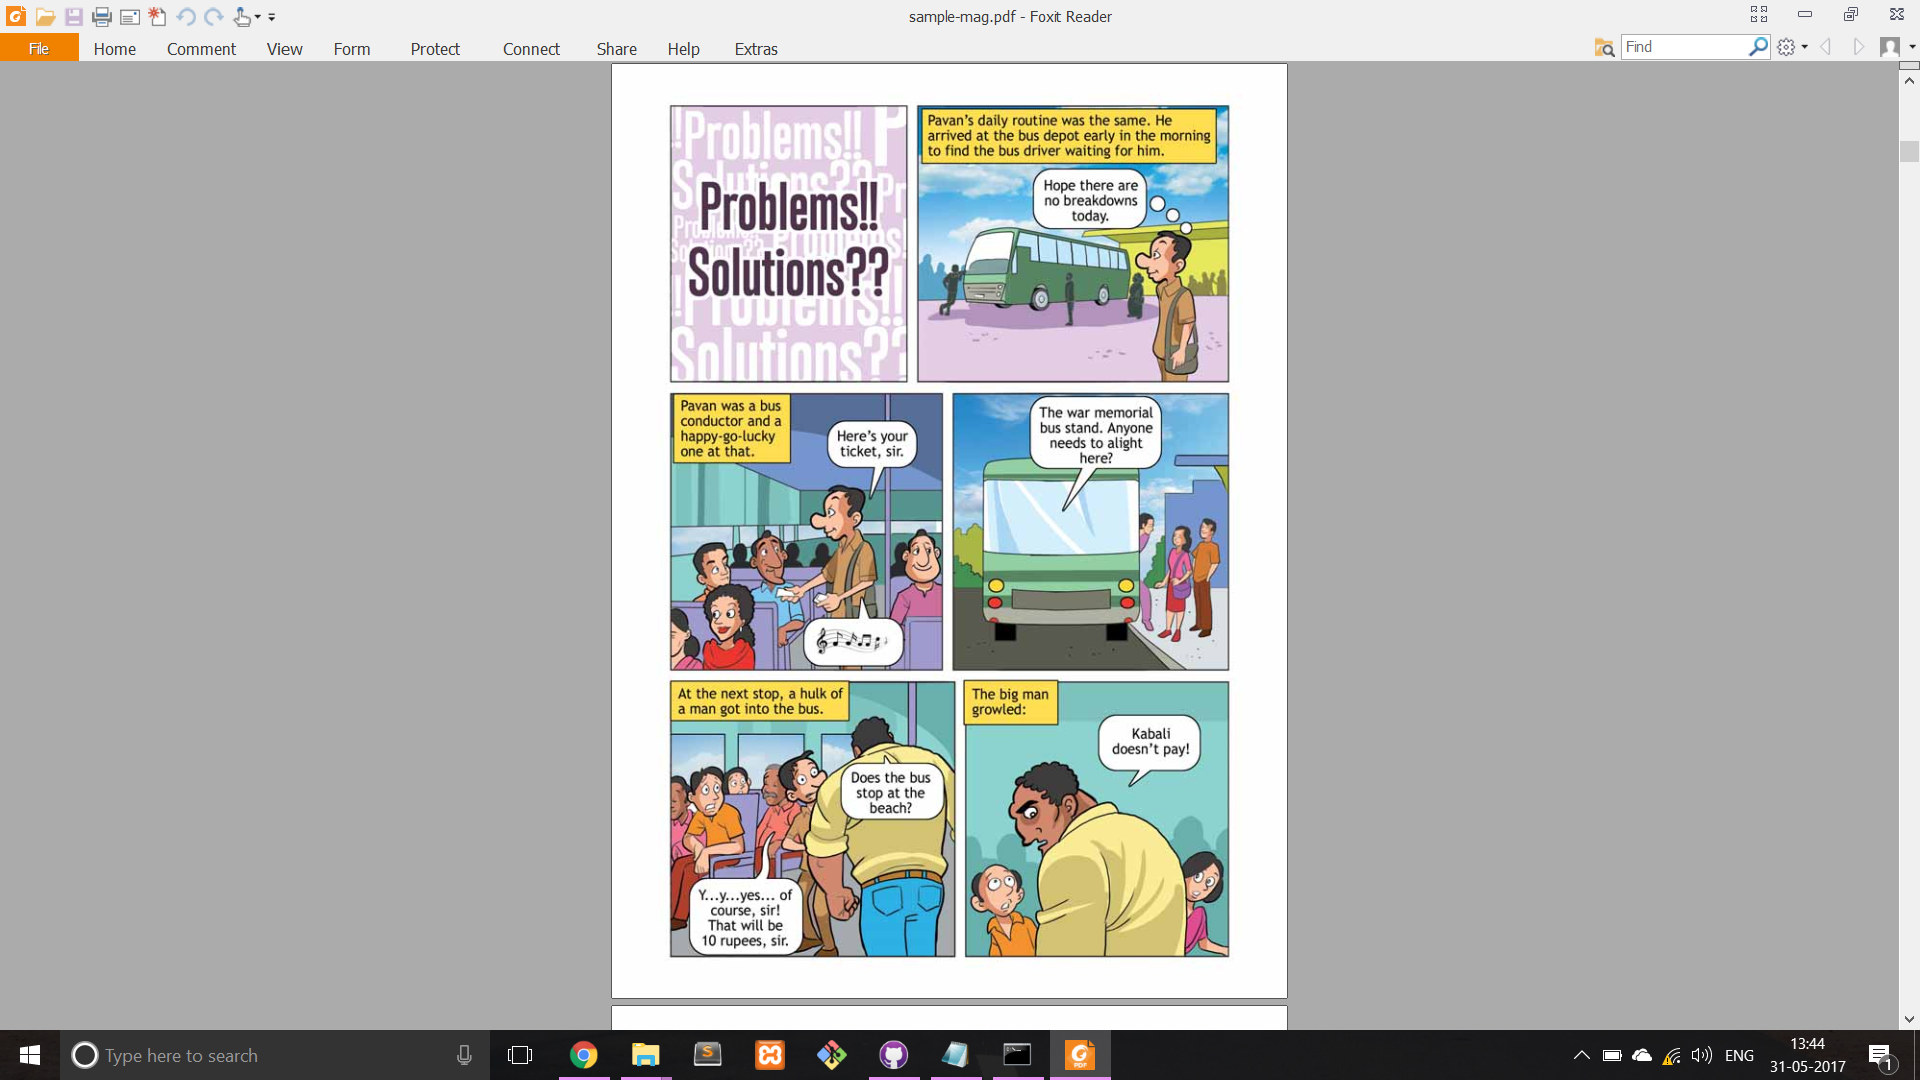 sample-mag.pdf - Foxit Reader
File Home Comment View Form Protect Connect Share Help Extras
Find
!Problems!! P
Solutions??
Problems!!
Solutions??
!Problems!!
Solutions??
Pavan's daily routine was the same. He
arrived at the bus depot early in the morning
to find the bus driver waiting for him.
Hope there are
no breakdowns
today.
Pavan was a bus
conductor and a
happy-go-lucky
one at that.
Here's your
ticket, sir.
The war memorial
bus stand. Anyone
needs to alight
here?
At the next stop, a hulk of
a man got into the bus.
Does the bus
stop at the
beach?
Y...y...yes... of
course, sir!
That will be
10 rupees, sir.
The big man
growled:
Kabali
doesn't pay!
Type here to search
S
PDF
ENG
13:44
31-05-2017
1